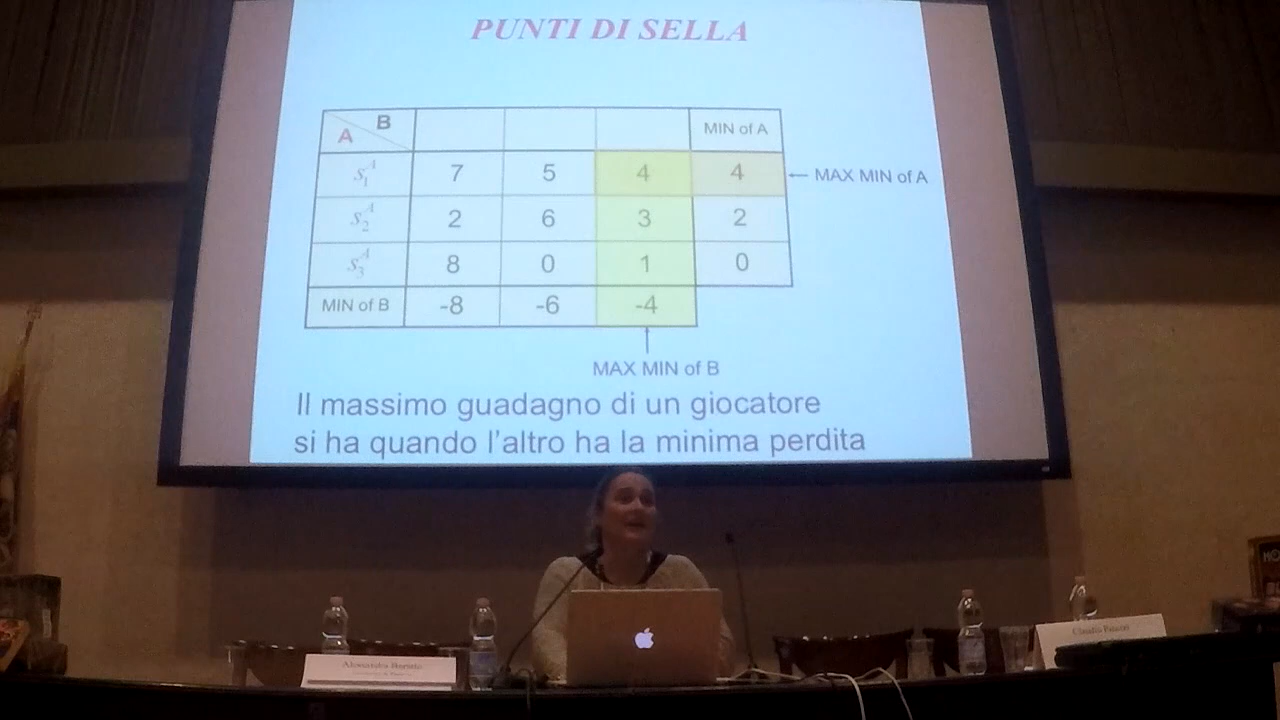 PUNTI DI SELLA
A B MIN of A
S₁ᴬ 7 5 4 4 ← MAX MIN of A
S₂ᴬ 2 6 3 2
S₃ᴬ 8 0 1 0
MIN of B -8 -6 -4
MAX MIN of B
Il massimo guadagno di un giocatore
si ha quando l'altro ha la minima perdita